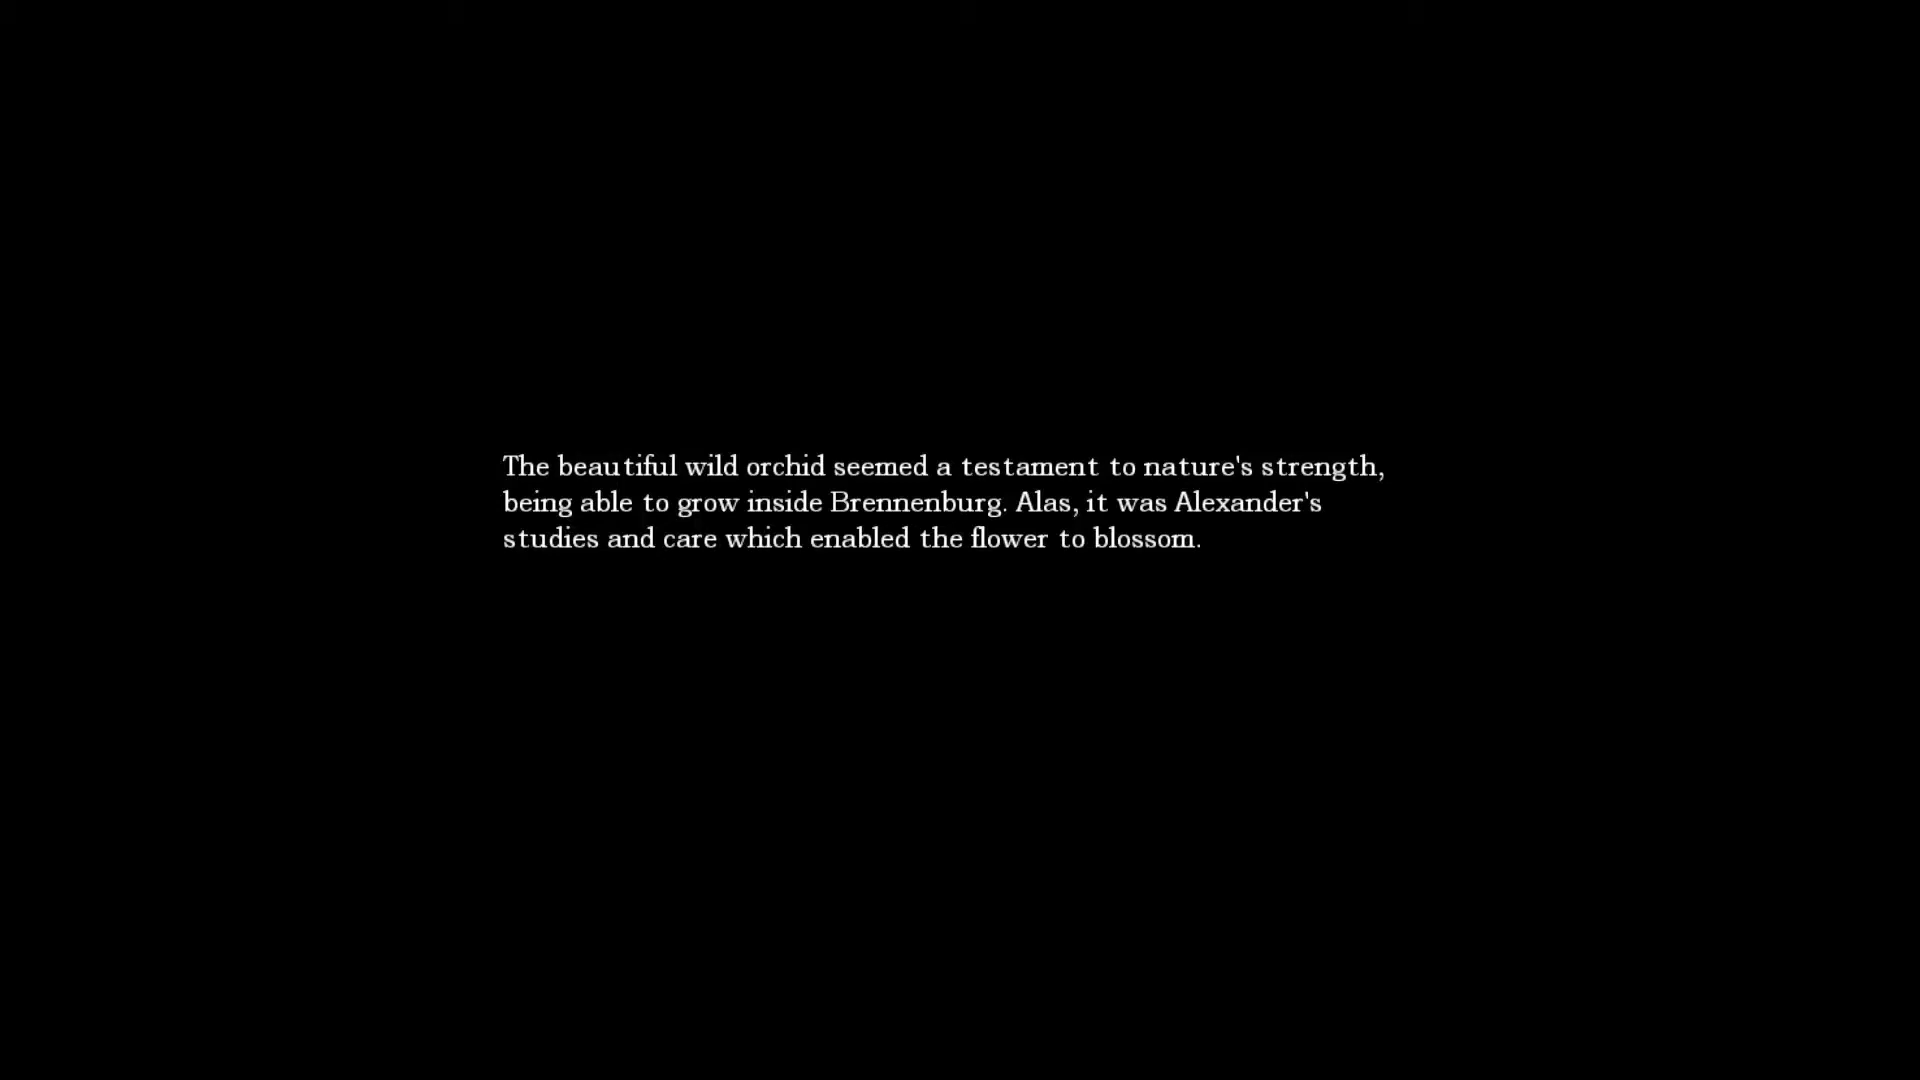 The beautiful wild orchid seemed a testament to nature's strength,
being able to grow inside Brennenburg. Alas, it was Alexander's
studies and care which enabled the flower to blossom.